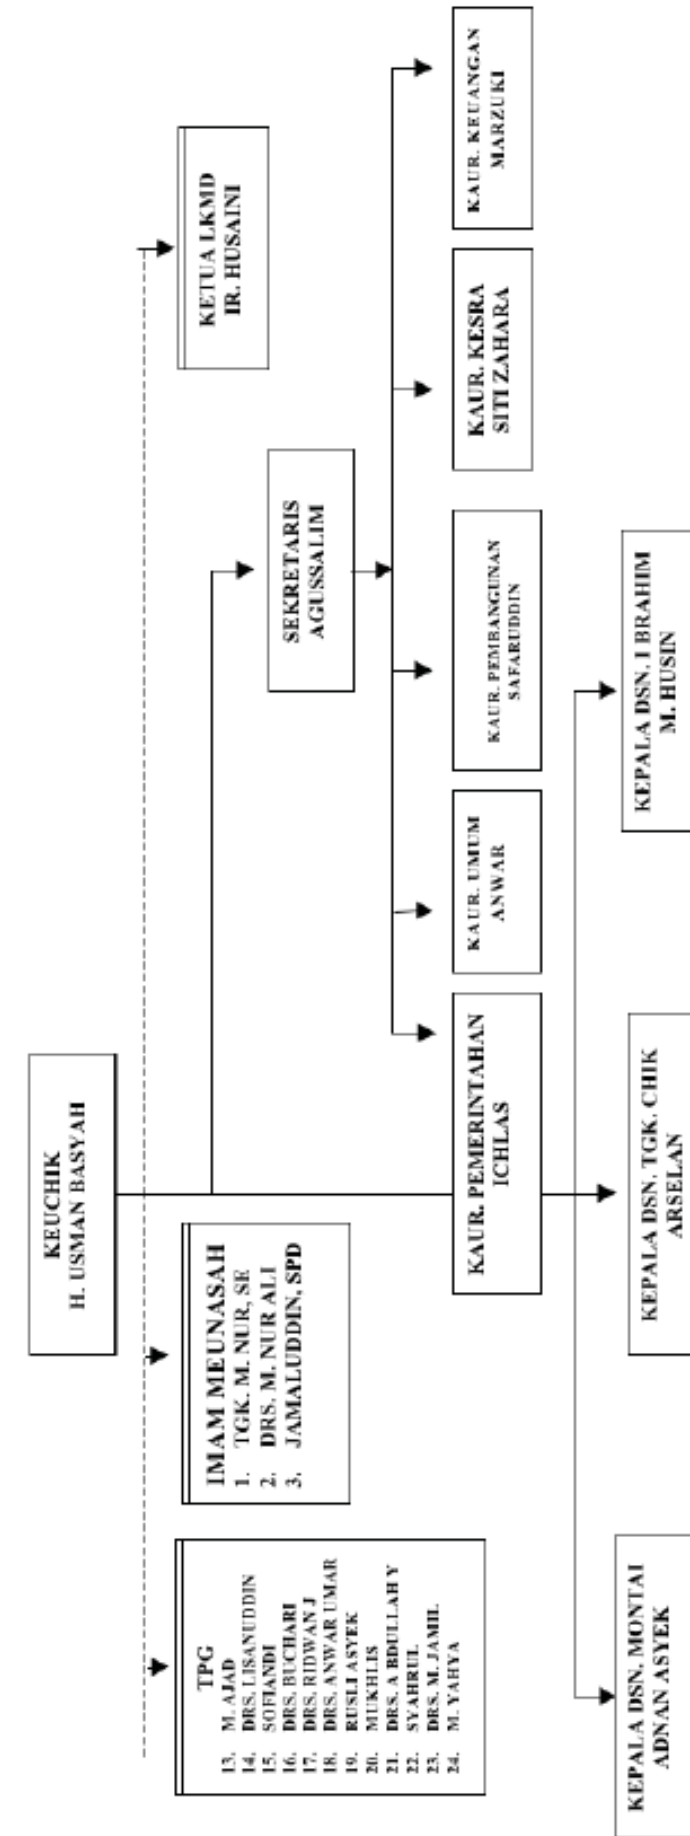 KEUCHIK
H. USMAN BASYAH
TPG
13. M. AJAD
14. DRS. LISANUDDIN
15. SOFIANDI
16. DRS. BUCHARI
17. DRS. RIDWAN J
18. DRS. ANWAR UMAR
19. RUSLI ASYEK
20. MUKHLIS
21. DRS. A BDULLAH Y
22. SYAHRUL
23. DRS. M. JAMIL
24. M. YAHYA
IMAM MEUNASAH
1. TGK. M. NUR, SE
2. DRS. M. NUR ALI
3. JAMALUDDIN, SPD
KETUA LKMD
IR. HUSAINI
SEKRETARIS
AGUSSALIM
KAUR. PEMERINTAHAN
ICHLAS
KAUR. UMUM
ANWAR
KAUR. PEMBANGUNAN
SAFARUDDIN
KAUR. KESRA
SITI ZAHARA
KAUR. KEUANGAN
MARZUKI
KEPALA DSN. MONTAI
ADNAN ASYEK
KEPALA DSN. TGK. CHIK
ARSELAN
KEPALA DSN. I BRAHIM
M. HUSIN